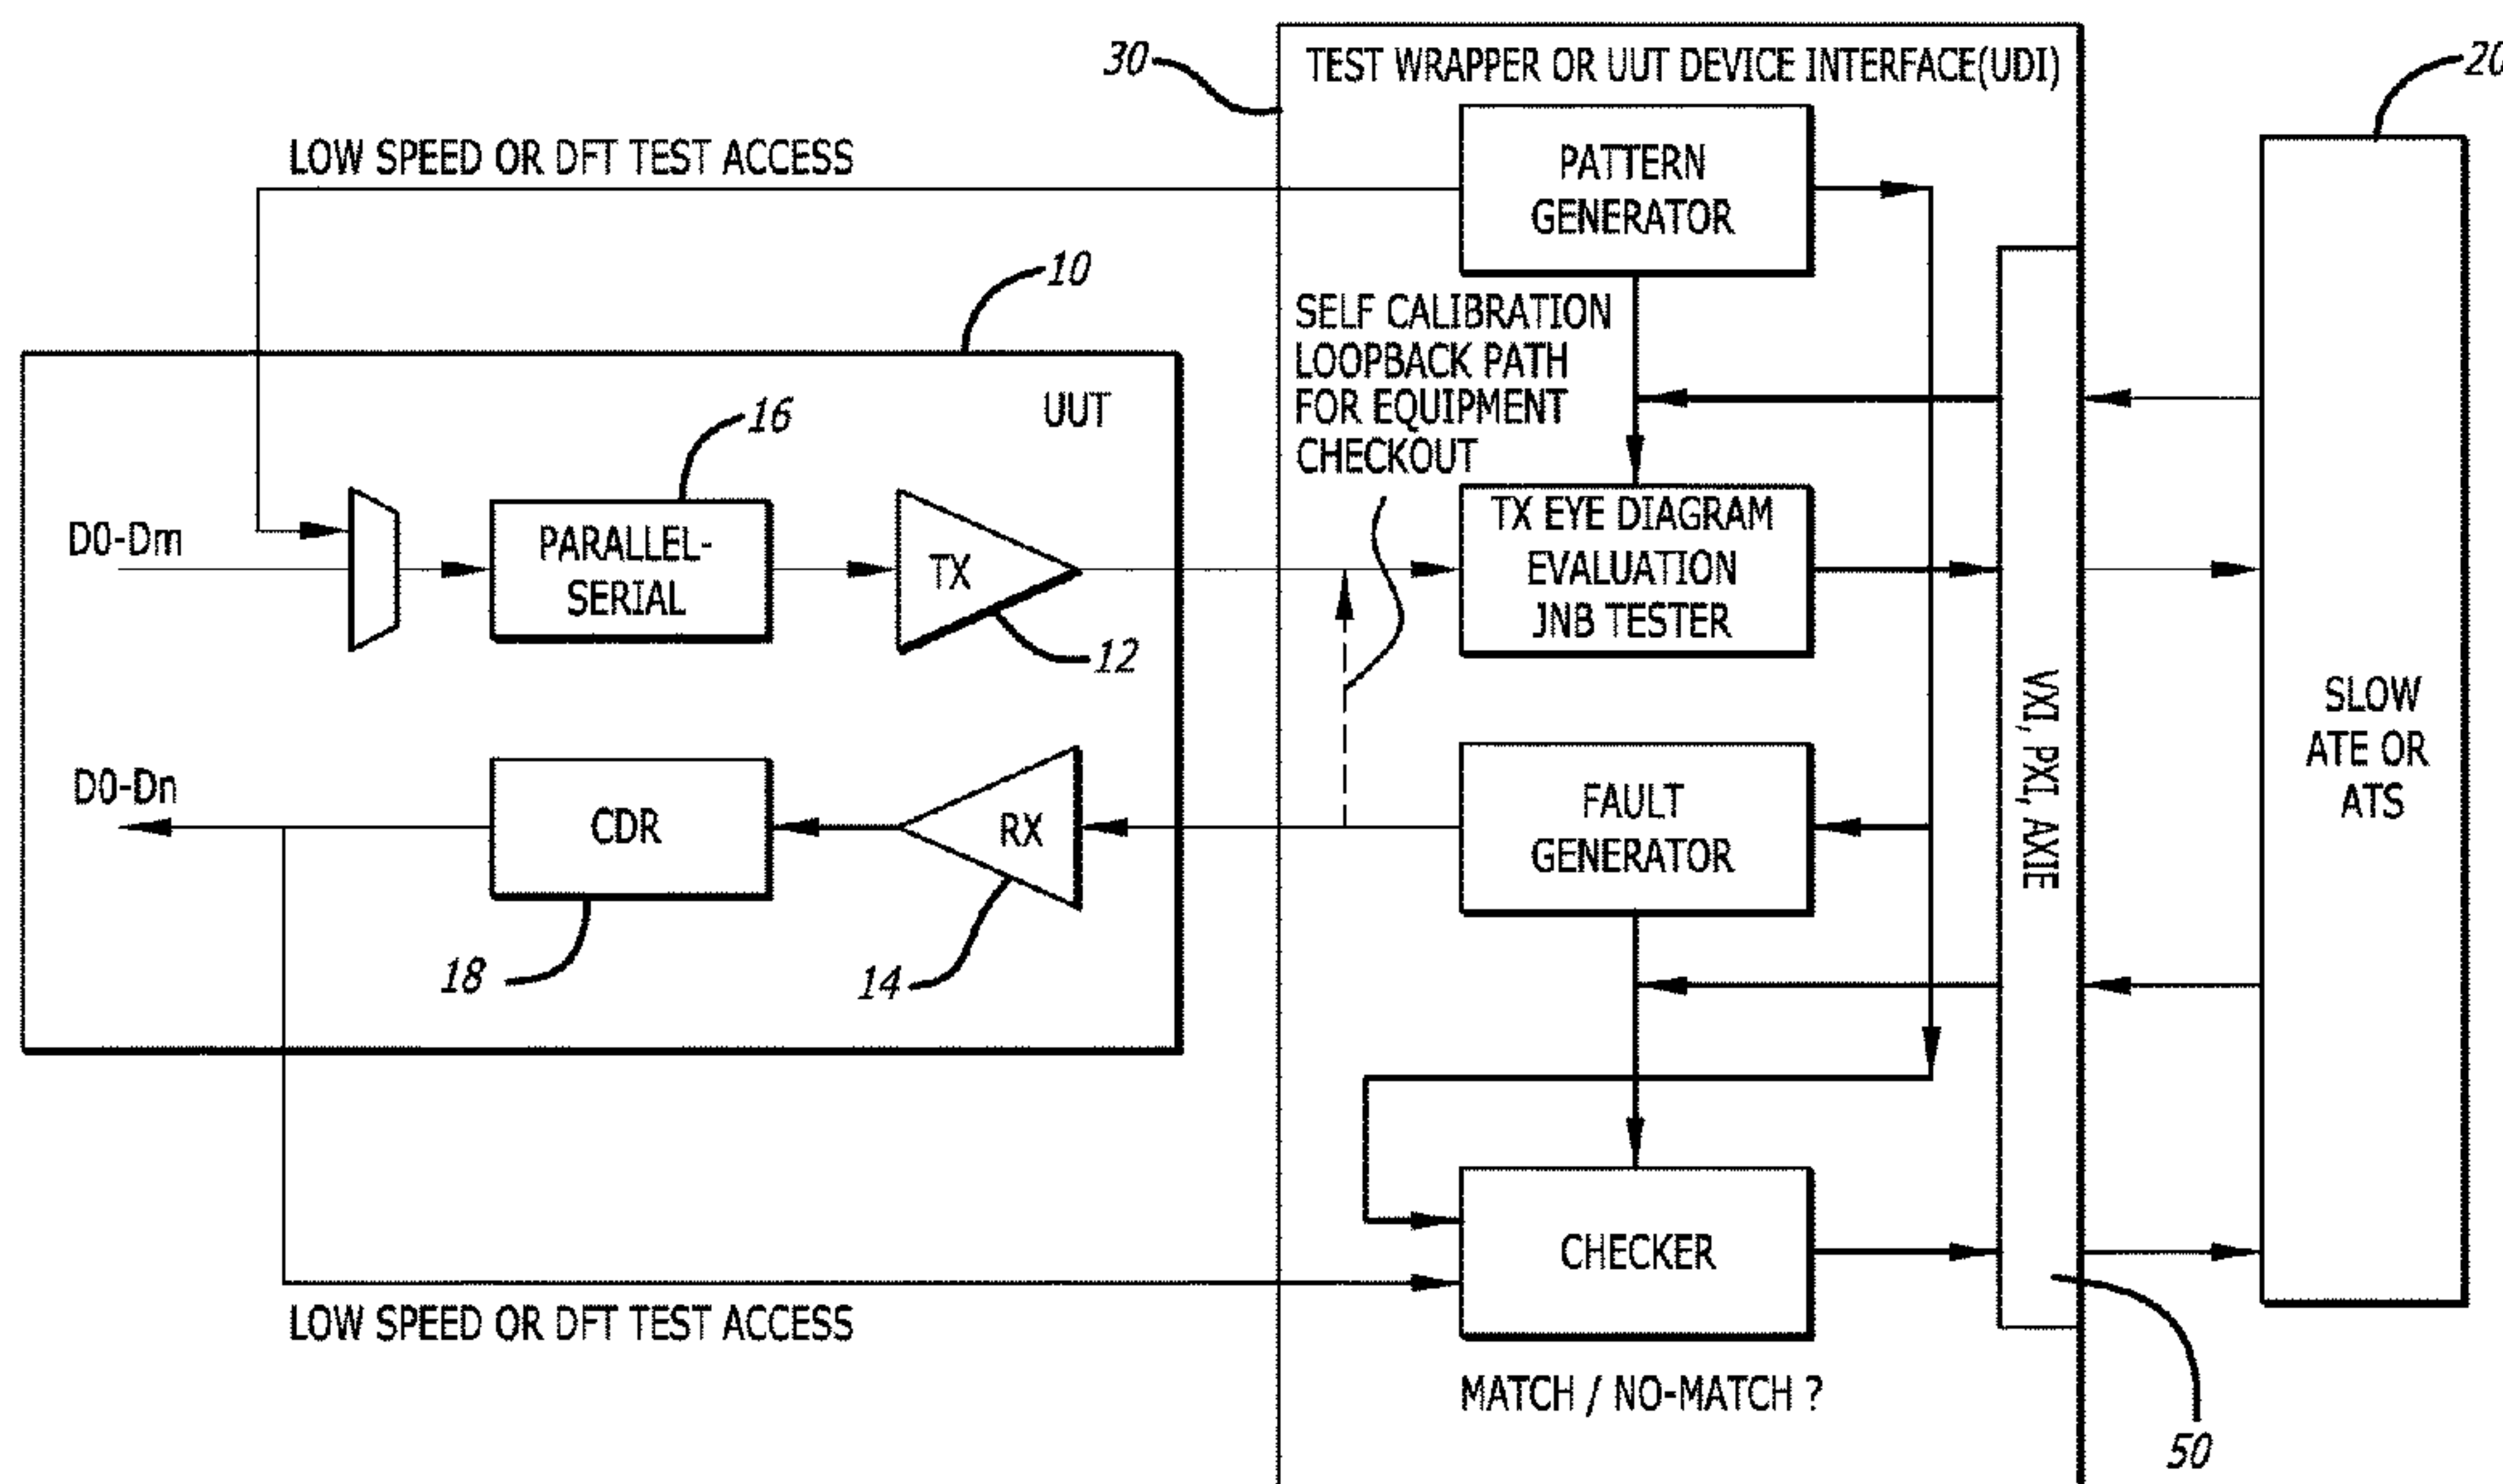 30
TEST WRAPPER OR UUT DEVICE INTERFACE(UDI)
20
LOW SPEED OR DFT TEST ACCESS
PATTERN
GENERATOR
10
SELF CALIBRATION
LOOPBACK PATH
FOR EQUIPMENT
CHECKOUT
UUT
16
D0-Dm
PARALLEL-
SERIAL
TX
12
TX EYE DIAGRAM
EVALUATION
JNB TESTER
VXI, PXI, AXIE
SLOW
ATE OR
ATS
D0-Dn
CDR
RX
FAULT
GENERATOR
18
14
CHECKER
LOW SPEED OR DFT TEST ACCESS
MATCH / NO-MATCH ?
50